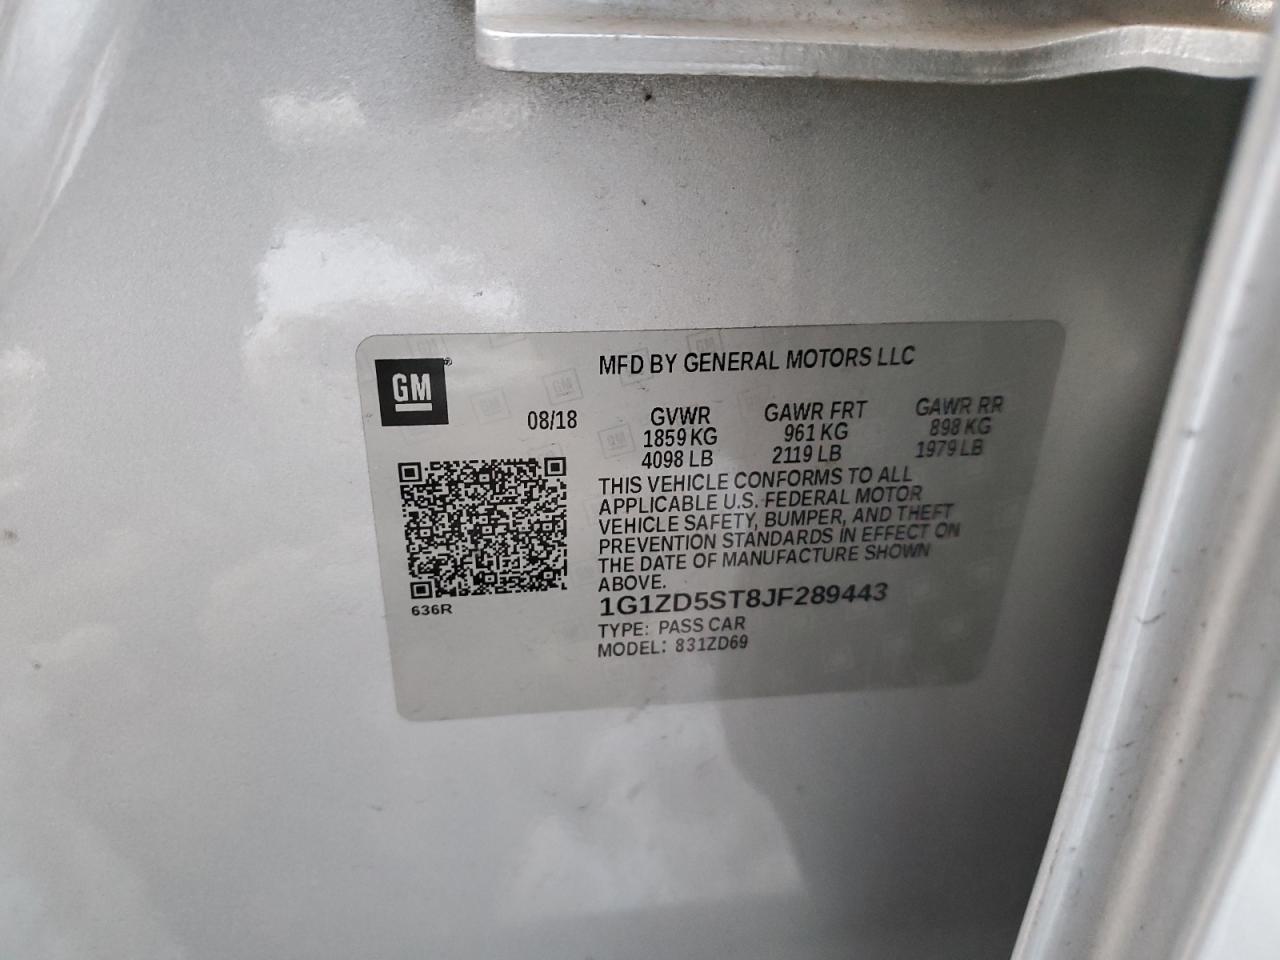 GM
MFD BY GENERAL MOTORS LLC
08/18 GVWR GAWR FRT GAWR RR
1859 KG 961 KG 898 KG
4098 LB 2119 LB 1979 LB
THIS VEHICLE CONFORMS TO ALL
APPLICABLE U.S. FEDERAL MOTOR
VEHICLE SAFETY, BUMPER, AND THEFT
PREVENTION STANDARDS IN EFFECT ON
THE DATE OF MANUFACTURE SHOWN
ABOVE.
1G1ZD5ST8JF289443
636R
TYPE: PASS CAR
MODEL: 831ZD69